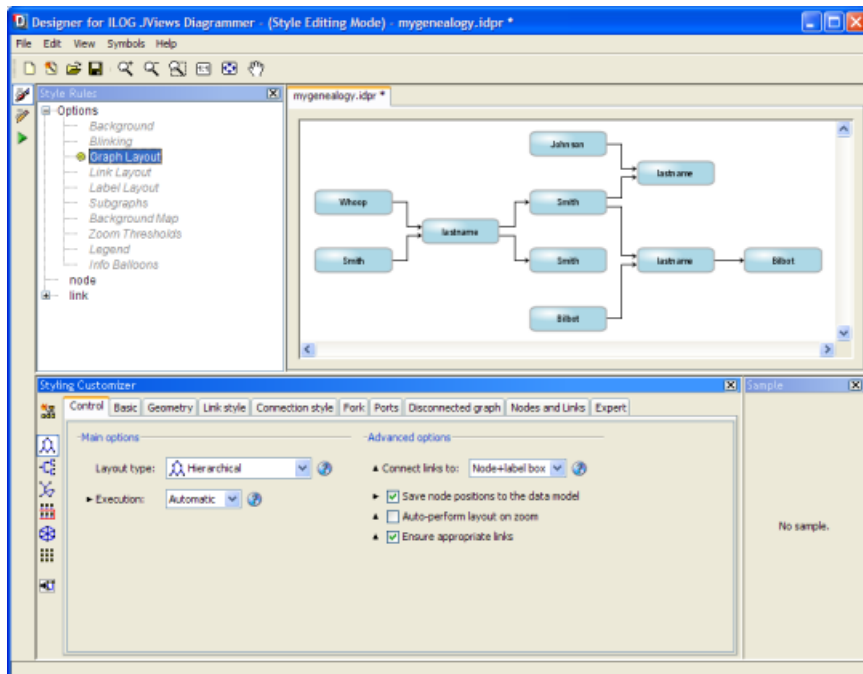 Designer for ILOG JViews Diagrammer - (Style Editing Mode) - mygenealogy.idpr *
File Edit View Symbols Help
Style Rules
mygenealogy.idpr *
Options
Background
Blinking
Graph Layout
Link Layout
Label Layout
Subgraphs
Background Map
Zoom Thresholds
Legend
Info Balloons
node
link
Johnson
lastname
Whoop
Smith
lastname
Smith
Smith
lastname
Bilbot
Bilbot
Styling Customizer
Sample
Control Basic Geometry Link style Connection style Fork Ports Disconnected graph Nodes and Links Expert
Main options
Advanced options
Layout type: Hierarchical
Connect links to: Node+label box
Execution: Automatic
Save node positions to the data model
Auto-perform layout on zoom
Ensure appropriate links
No sample.